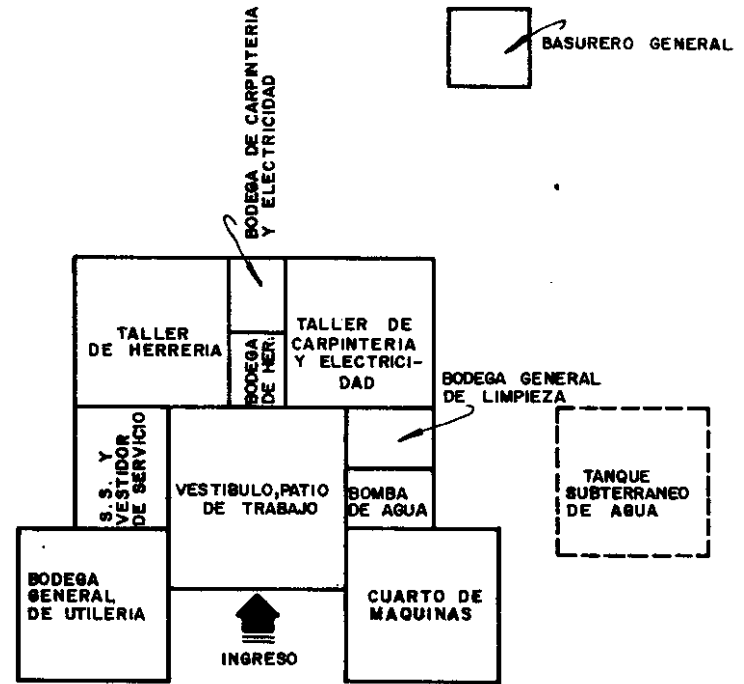 BODEGA DE CARPINTERIA
Y ELECTRICIDAD
BASURERO GENERAL
TALLER
DE HERRERIA
BODEGA
DE HER.
TALLER DE
CARPINTERIA
Y ELECTRICI-
DAD
BODEGA GENERAL
DE LIMPIEZA
S.S. Y
VESTIDOR
DE SERVICIO
VESTIBULO,PATIO
DE TRABAJO
BOMBA
DE AGUA
TANQUE
SUBTERRANEO
DE AGUA
BODEGA
GENERAL
DE UTILERIA
CUARTO DE
MAQUINAS
INGRESO